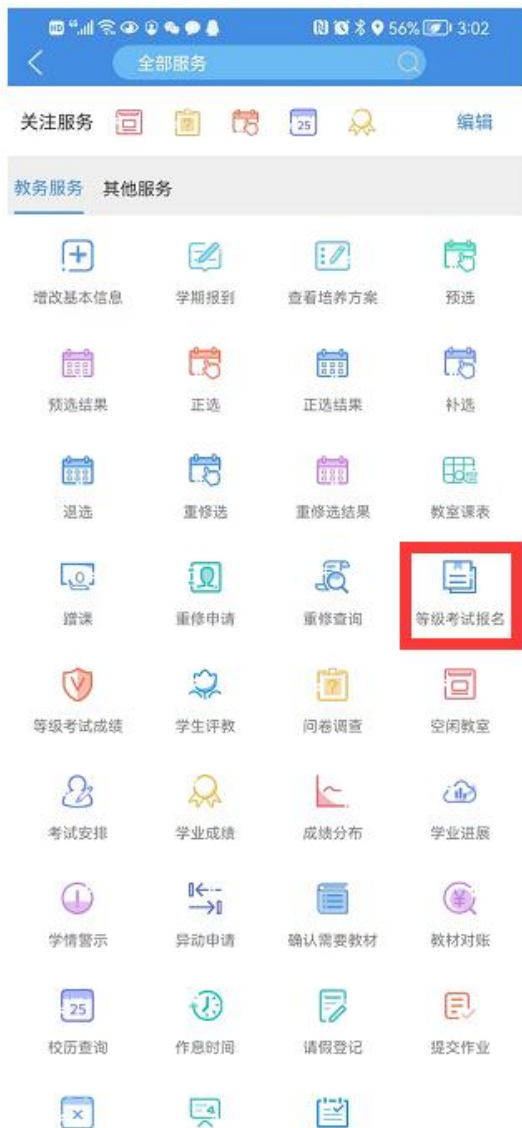 56% 3:02
全部服务
关注服务 25 编辑
教务服务 其他服务
增改基本信息 学期报到 查看培养方案 预选
预选结果 正选 正选结果 补选
退选 重修选 重修选结果 教室课表
蹭课 重修申请 重修查询 等级考试报名
等级考试成绩 学生评教 问卷调查 空闲教室
考试安排 学业成绩 成绩分布 学业进展
学情警示 异动申请 确认需要教材 教材对账
25
校历查询 作息时间 请假登记 提交作业